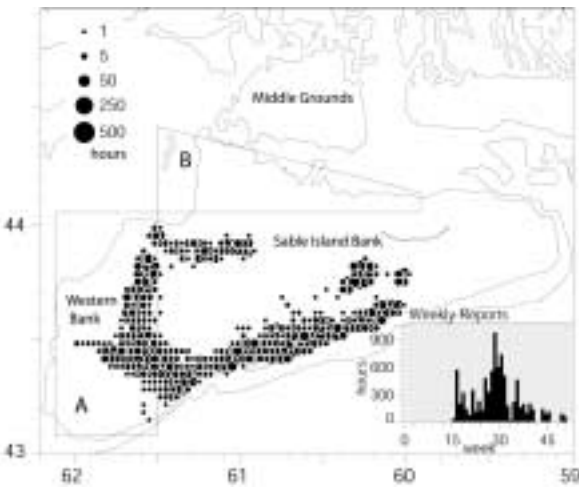 1
5
50
250
500
hours
Middle Grounds
B
44
Sable Island Bank
Western
Bank
Weekly Reports
900
600
300
0
hours
A
0 15 30 45
week
43
62 61 60 59